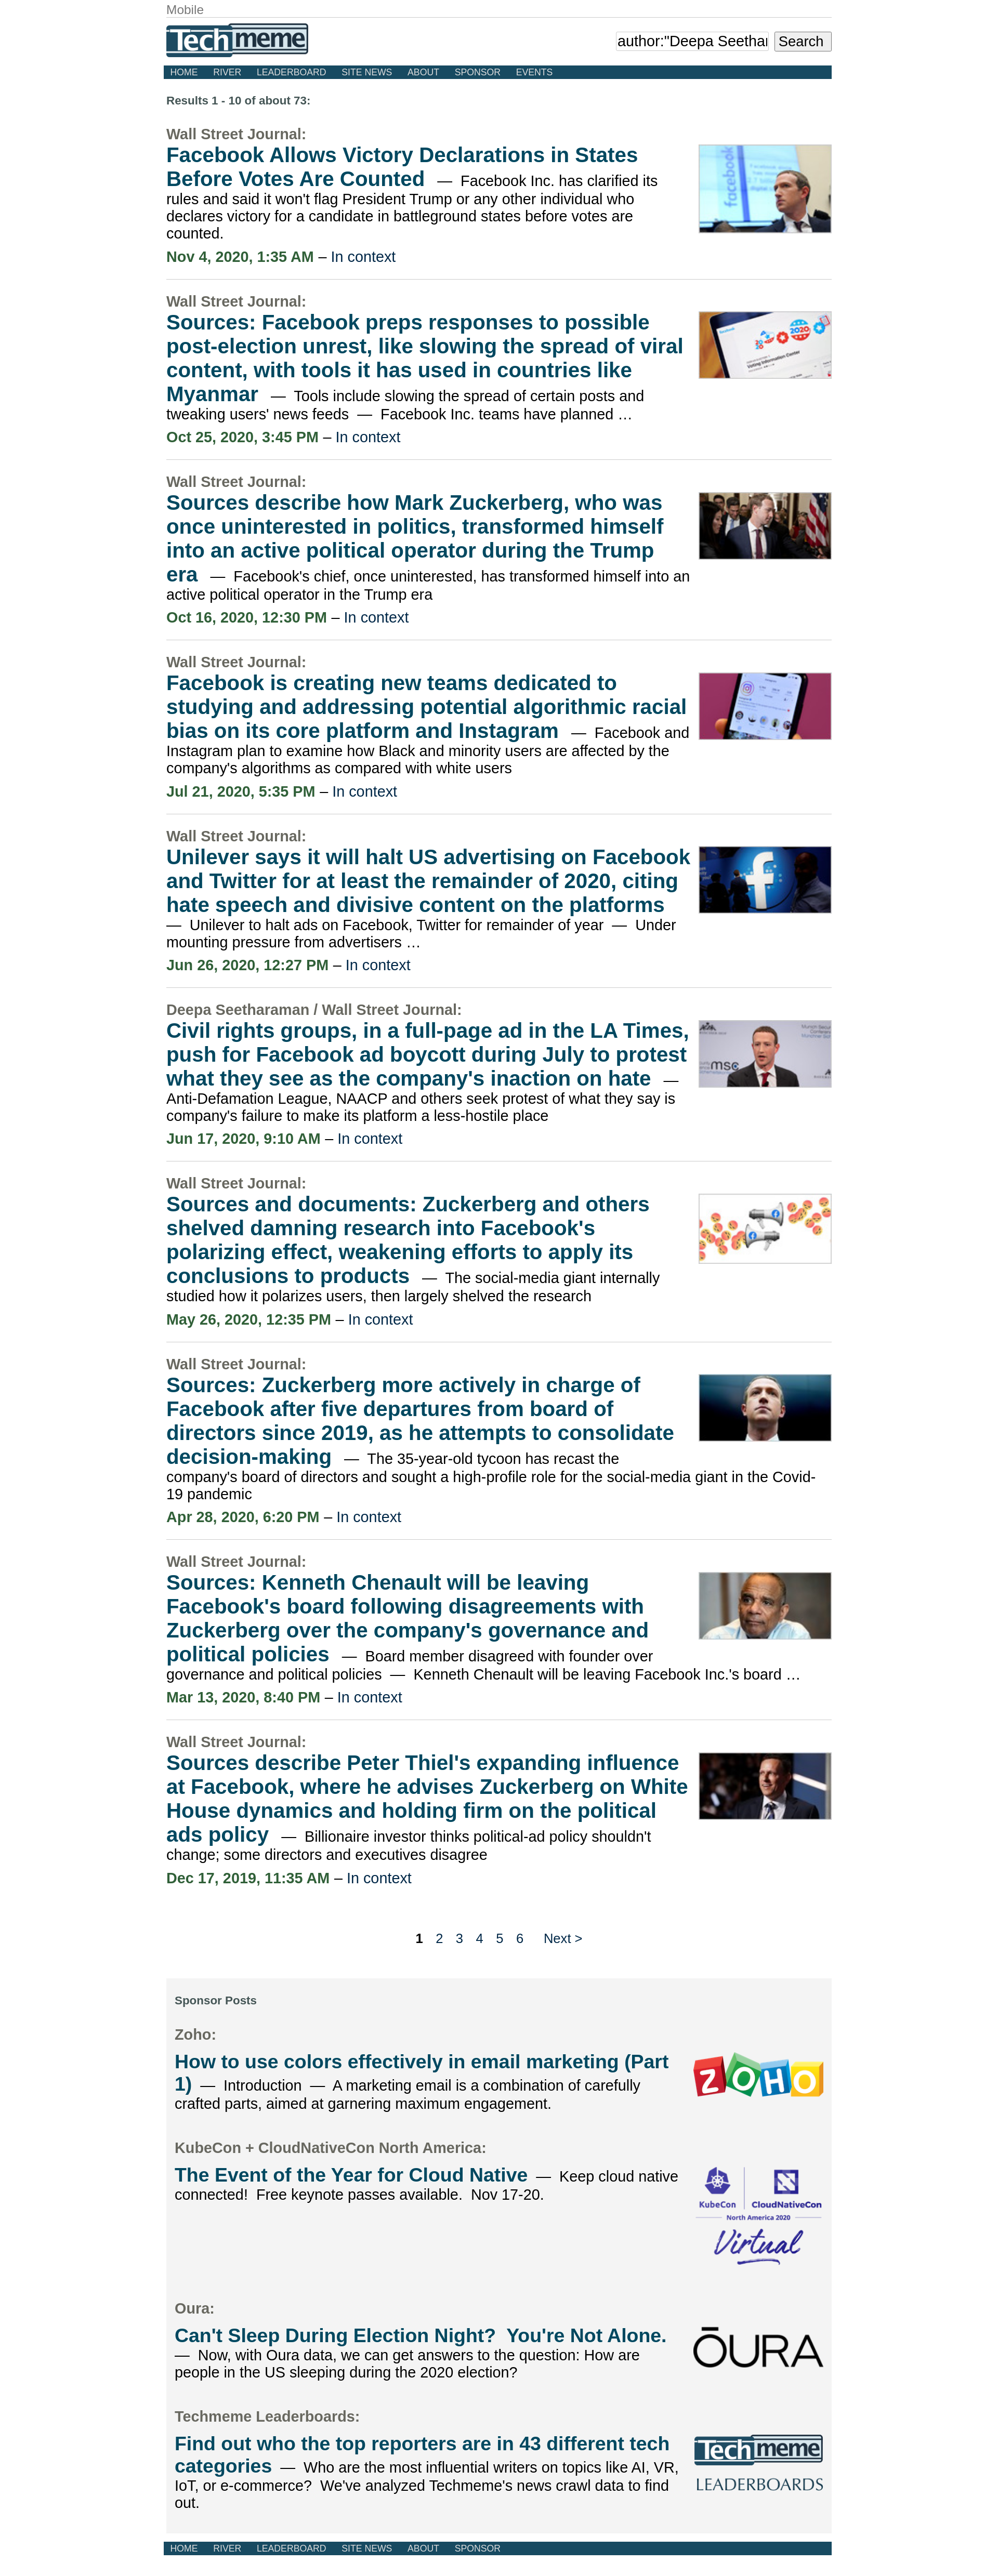 Mobile
Techmeme
author:"Deepa Seethar
Search
HOME RIVER LEADERBOARD SITE NEWS ABOUT SPONSOR EVENTS
Results 1 - 10 of about 73:
Wall Street Journal:
Facebook Allows Victory Declarations in States
Before Votes Are Counted — Facebook Inc. has clarified its
rules and said it won't flag President Trump or any other individual who
declares victory for a candidate in battleground states before votes are
counted.
Nov 4, 2020, 1:35 AM – In context
Wall Street Journal:
Sources: Facebook preps responses to possible
post-election unrest, like slowing the spread of viral
content, with tools it has used in countries like
Myanmar — Tools include slowing the spread of certain posts and
tweaking users' news feeds — Facebook Inc. teams have planned …
Oct 25, 2020, 3:45 PM – In context
Wall Street Journal:
Sources describe how Mark Zuckerberg, who was
once uninterested in politics, transformed himself
into an active political operator during the Trump
era — Facebook's chief, once uninterested, has transformed himself into an
active political operator in the Trump era
Oct 16, 2020, 12:30 PM – In context
Wall Street Journal:
Facebook is creating new teams dedicated to
studying and addressing potential algorithmic racial
bias on its core platform and Instagram — Facebook and
Instagram plan to examine how Black and minority users are affected by the
company's algorithms as compared with white users
Jul 21, 2020, 5:35 PM – In context
Wall Street Journal:
Unilever says it will halt US advertising on Facebook
and Twitter for at least the remainder of 2020, citing
hate speech and divisive content on the platforms
— Unilever to halt ads on Facebook, Twitter for remainder of year — Under
mounting pressure from advertisers …
Jun 26, 2020, 12:27 PM – In context
Deepa Seetharaman / Wall Street Journal:
Civil rights groups, in a full-page ad in the LA Times,
push for Facebook ad boycott during July to protest
what they see as the company's inaction on hate —
Anti-Defamation League, NAACP and others seek protest of what they say is
company's failure to make its platform a less-hostile place
Jun 17, 2020, 9:10 AM – In context
Wall Street Journal:
Sources and documents: Zuckerberg and others
shelved damning research into Facebook's
polarizing effect, weakening efforts to apply its
conclusions to products — The social-media giant internally
studied how it polarizes users, then largely shelved the research
May 26, 2020, 12:35 PM – In context
Wall Street Journal:
Sources: Zuckerberg more actively in charge of
Facebook after five departures from board of
directors since 2019, as he attempts to consolidate
decision-making — The 35-year-old tycoon has recast the
company's board of directors and sought a high-profile role for the social-media giant in the Covid-
19 pandemic
Apr 28, 2020, 6:20 PM – In context
Wall Street Journal:
Sources: Kenneth Chenault will be leaving
Facebook's board following disagreements with
Zuckerberg over the company's governance and
political policies — Board member disagreed with founder over
governance and political policies — Kenneth Chenault will be leaving Facebook Inc.'s board …
Mar 13, 2020, 8:40 PM – In context
Wall Street Journal:
Sources describe Peter Thiel's expanding influence
at Facebook, where he advises Zuckerberg on White
House dynamics and holding firm on the political
ads policy — Billionaire investor thinks political-ad policy shouldn't
change; some directors and executives disagree
Dec 17, 2019, 11:35 AM – In context
1 2 3 4 5 6 Next >
Sponsor Posts
Zoho:
How to use colors effectively in email marketing (Part
1) — Introduction — A marketing email is a combination of carefully
crafted parts, aimed at garnering maximum engagement.
ZOHO
KubeCon + CloudNativeCon North America:
The Event of the Year for Cloud Native — Keep cloud native
connected! Free keynote passes available. Nov 17-20.
KubeCon CloudNativeCon
North America 2020
Virtual
Oura:
Can't Sleep During Election Night? You're Not Alone.
— Now, with Oura data, we can get answers to the question: How are
people in the US sleeping during the 2020 election?
ŌURA
Techmeme Leaderboards:
Find out who the top reporters are in 43 different tech
categories — Who are the most influential writers on topics like AI, VR,
IoT, or e-commerce? We've analyzed Techmeme's news crawl data to find
out.
Techmeme
LEADERBOARDS
HOME RIVER LEADERBOARD SITE NEWS ABOUT SPONSOR